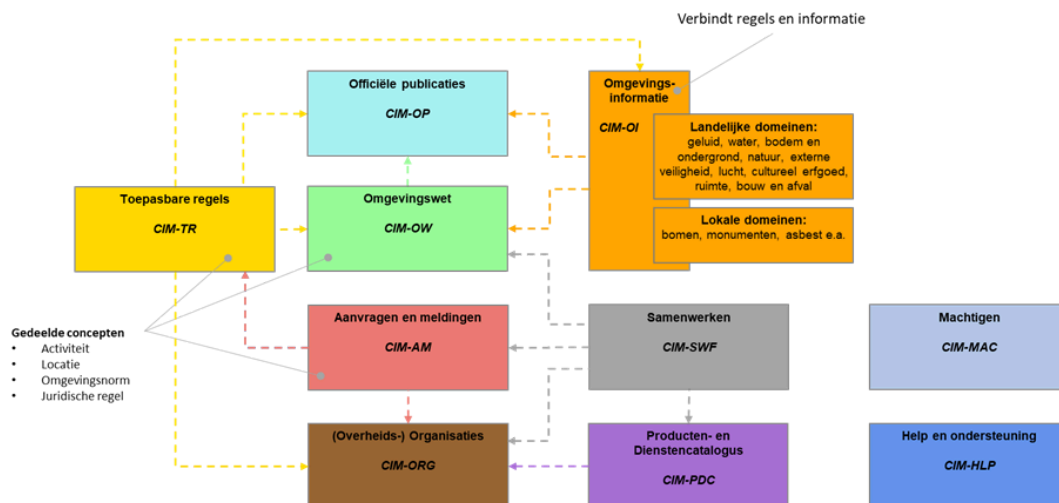 Verbindt regels en informatie
Officiële publicaties
CIM-OP
Omgevings-
informatie
CIM-OI
Landelijke domeinen:
geluid, water, bodem en
ondergrond, natuur, externe
veiligheid, lucht, cultureel erfgoed,
ruimte, bouw en afval
Lokale domeinen:
bomen, monumenten, asbest e.a.
Toepasbare regels
CIM-TR
Omgevingswet
CIM-OW
Gedeelde concepten
• Activiteit
• Locatie
• Omgevingsnorm
• Juridische regel
Aanvragen en meldingen
CIM-AM
Samenwerken
CIM-SWF
Machtigen
CIM-MAC
(Overheids-) Organisaties
CIM-ORG
Producten- en
Dienstencatalogus
CIM-PDC
Help en ondersteuning
CIM-HLP